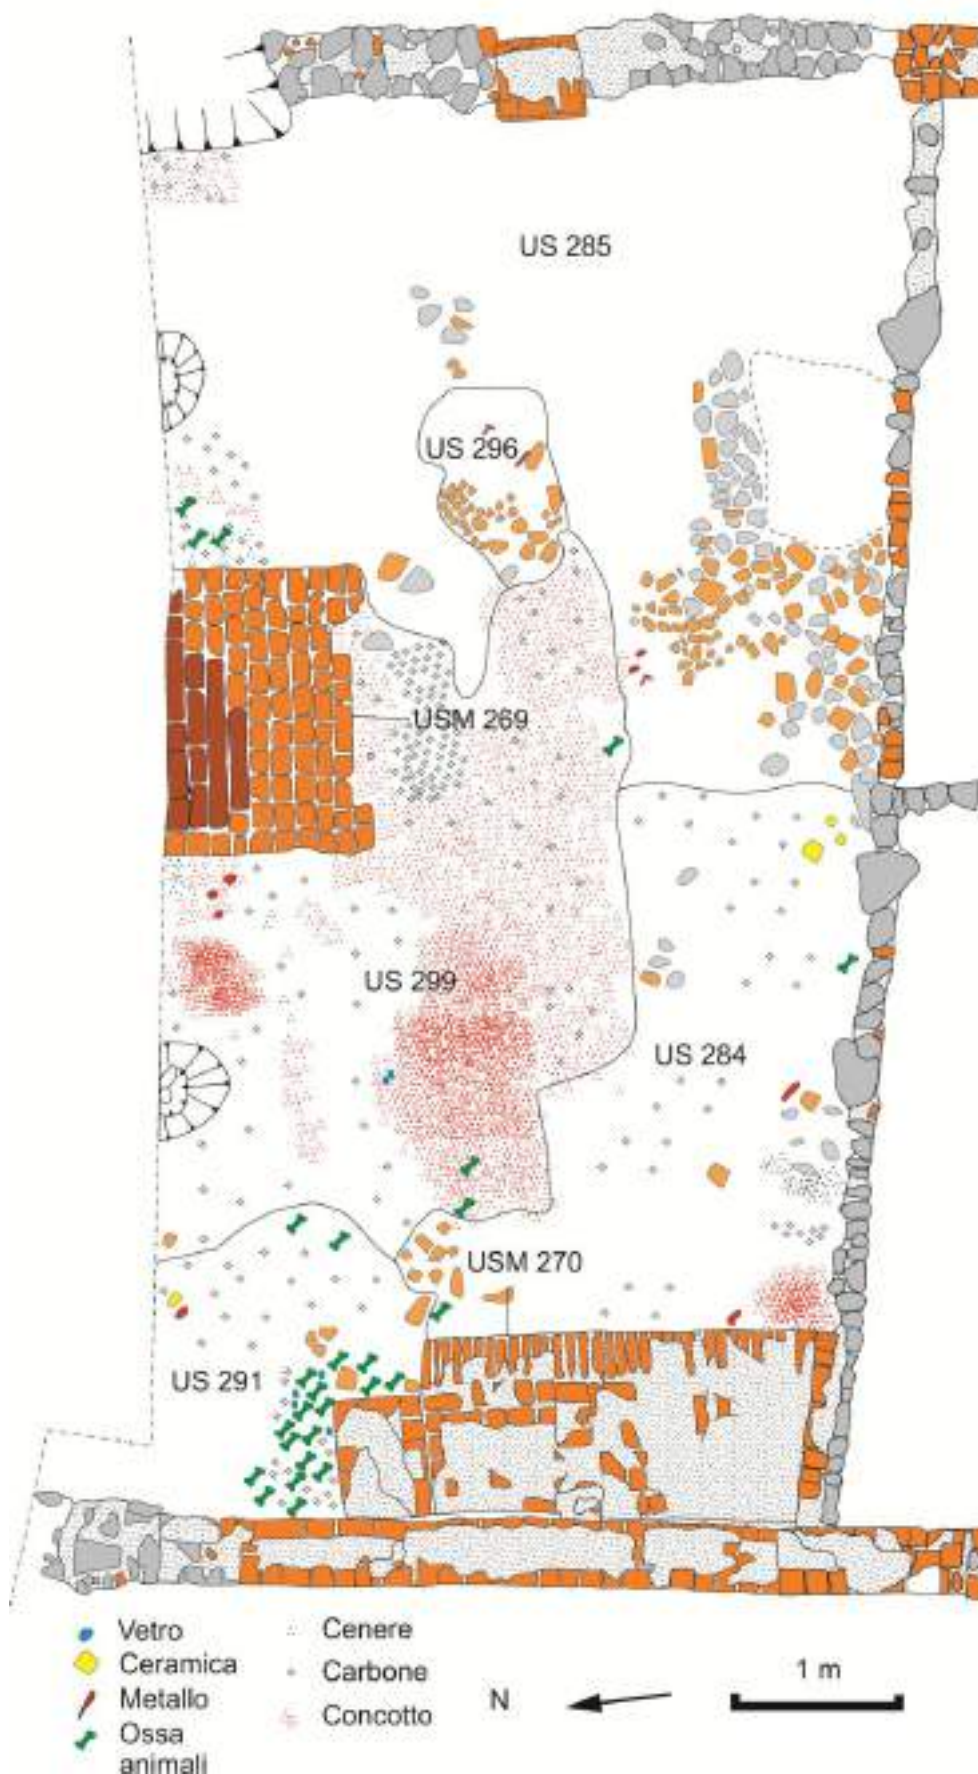 US 285
US 296
USM 269
US 299
US 284
USM 270
US 291
Vetro
Ceramica
Metallo
Ossa
animali
Cenere
Carbone
Concotto
N
1 m